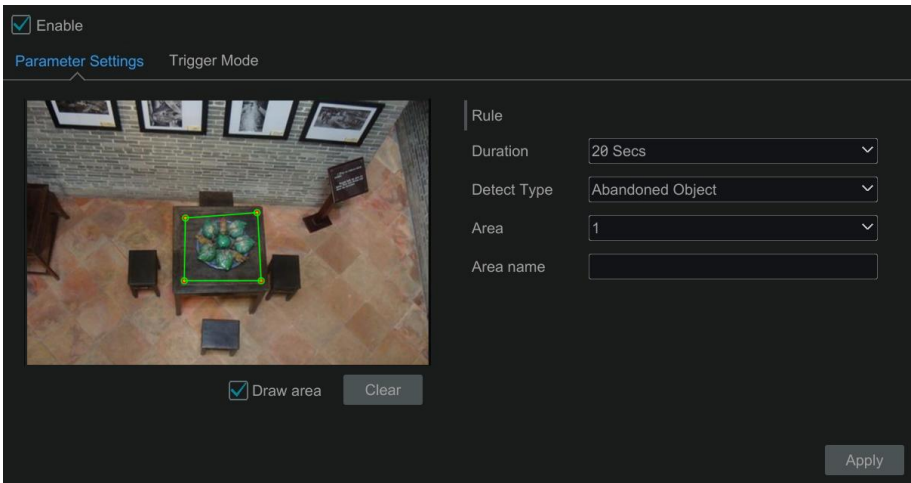 Enable
Parameter Settings
Trigger Mode
Rule
Duration
20 Secs
Detect Type
Abandoned Object
Area
1
Area name
Draw area
Clear
Apply